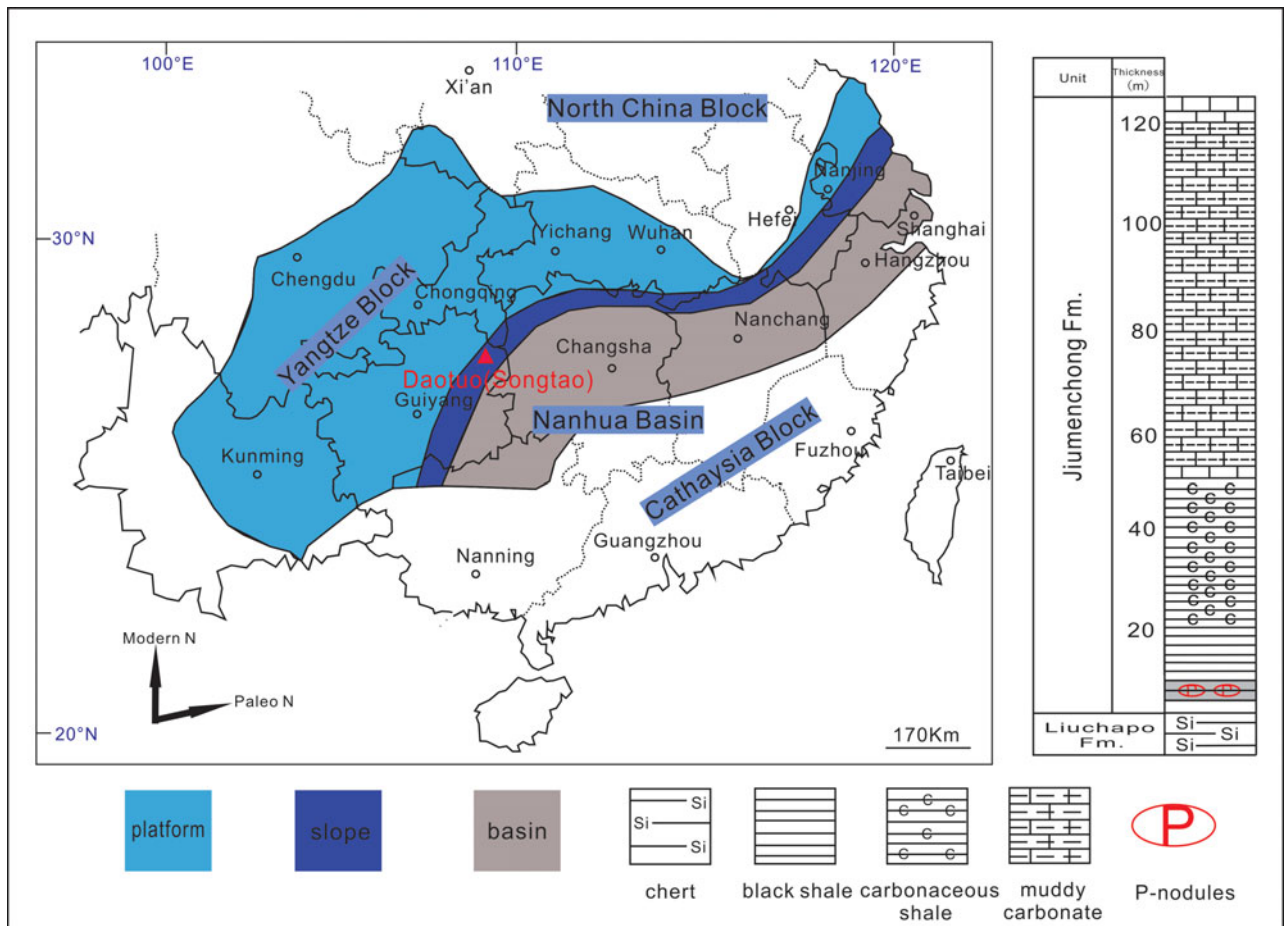 100°E
110°E
120°E
Xi'an
North China Block
Nanjing
Hefei
Shanghai
Hangzhou
30°N
Yichang
Wuhan
Chengdu
Chongqing
Yangtze Block
Nanchang
Changsha
Daotuo(Songtao)
Guiyang
Nanhua Basin
Cathaysia Block
Fuzhou
Kunming
Taibei
Guangzhou
Nanning
Modern N
Paleo N
20°N
170Km
Unit
Thickness
(m)
120
100
80
60
40
20
Jiumenchong Fm.
C C
C
C C
C
C C
C
C C
C
C C
C
C C
C
C C
P P
Liuchapo
Fm.
Si
Si
Si
platform
slope
basin
Si
Si
Si
chert
black shale
C
C C
C
C C
carbonaceous
shale
muddy
carbonate
P
P-nodules